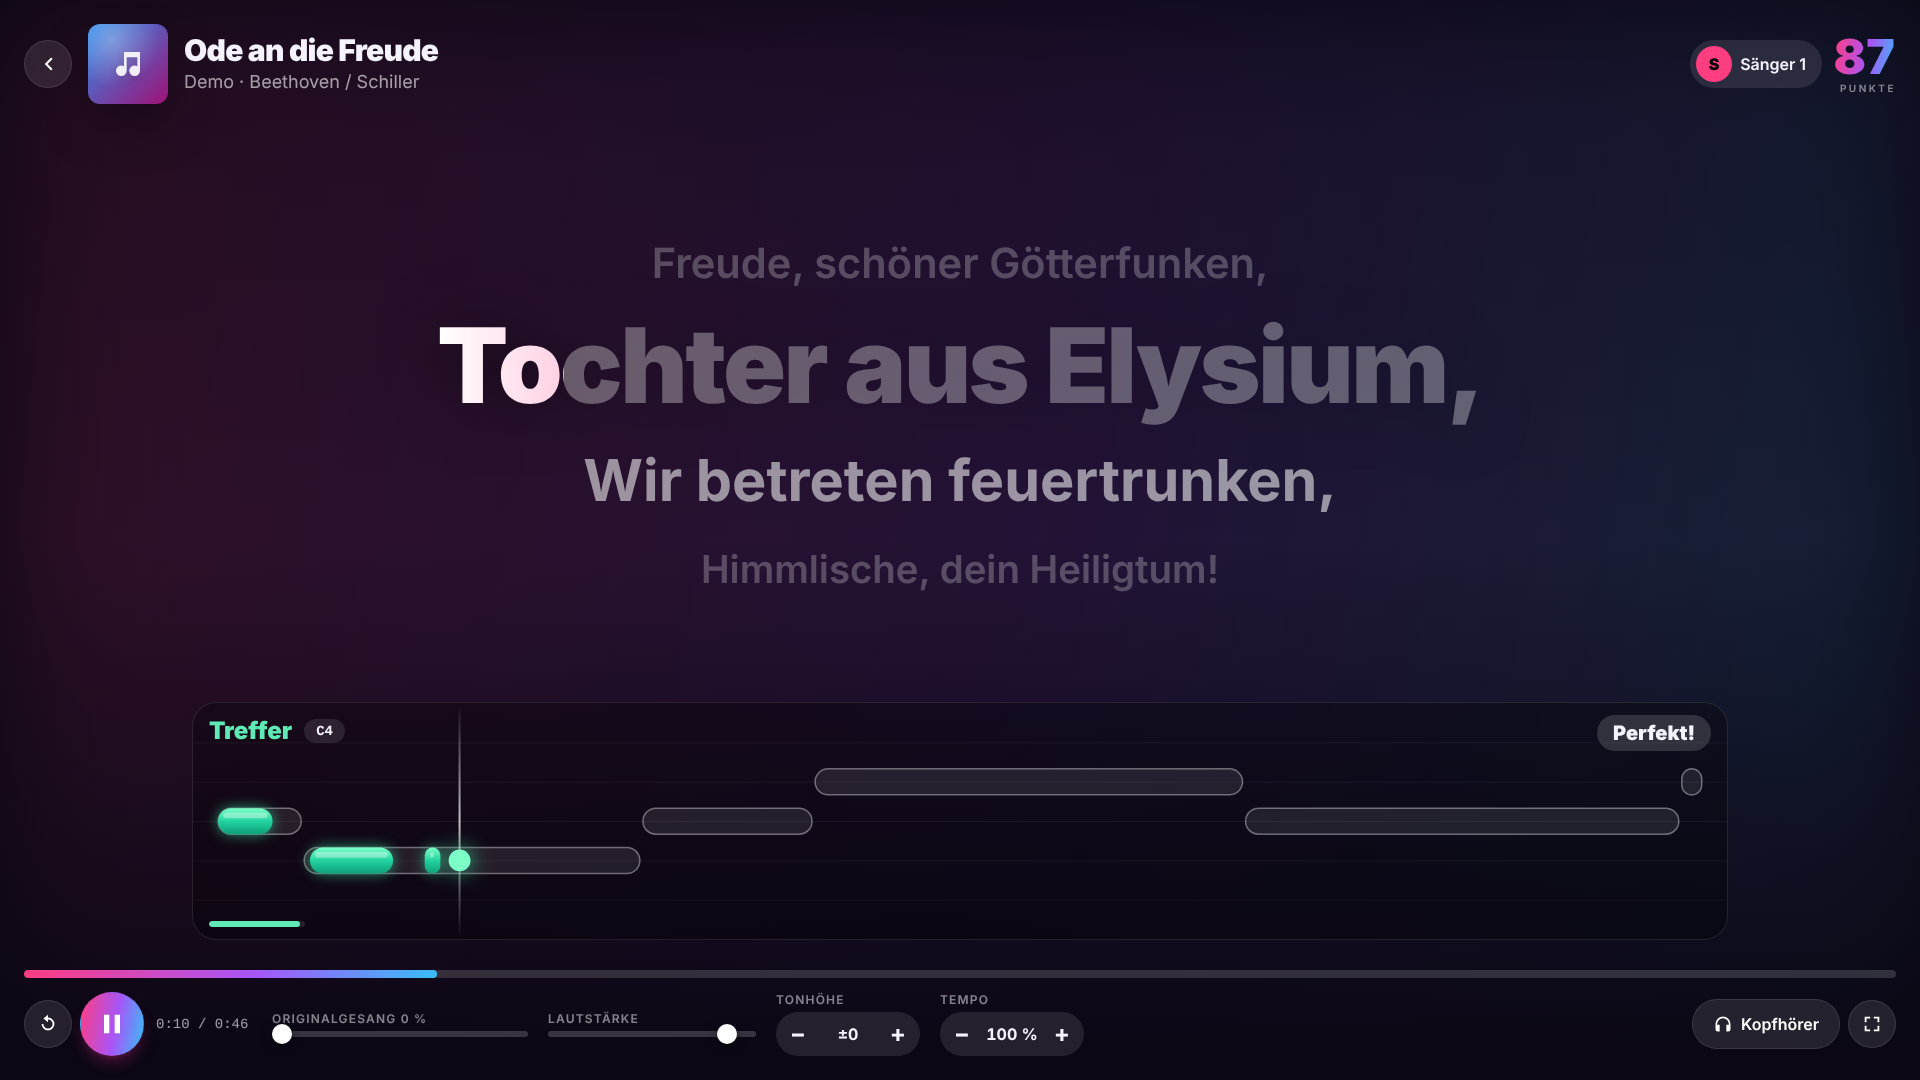 Ode an die Freude
Demo · Beethoven / Schiller
S Sänger 1
87
PUNKTE
Freude, schöner Götterfunken,
Tochter aus Elysium,
Wir betreten feuertrunken,
Himmlische, dein Heiligtum!
Treffer C4
Perfekt!
0:10 / 0:46
ORIGINALGESANG 0 %
LAUTSTÄRKE
TONHÖHE
− ±0 +
TEMPO
− 100 % +
Kopfhörer